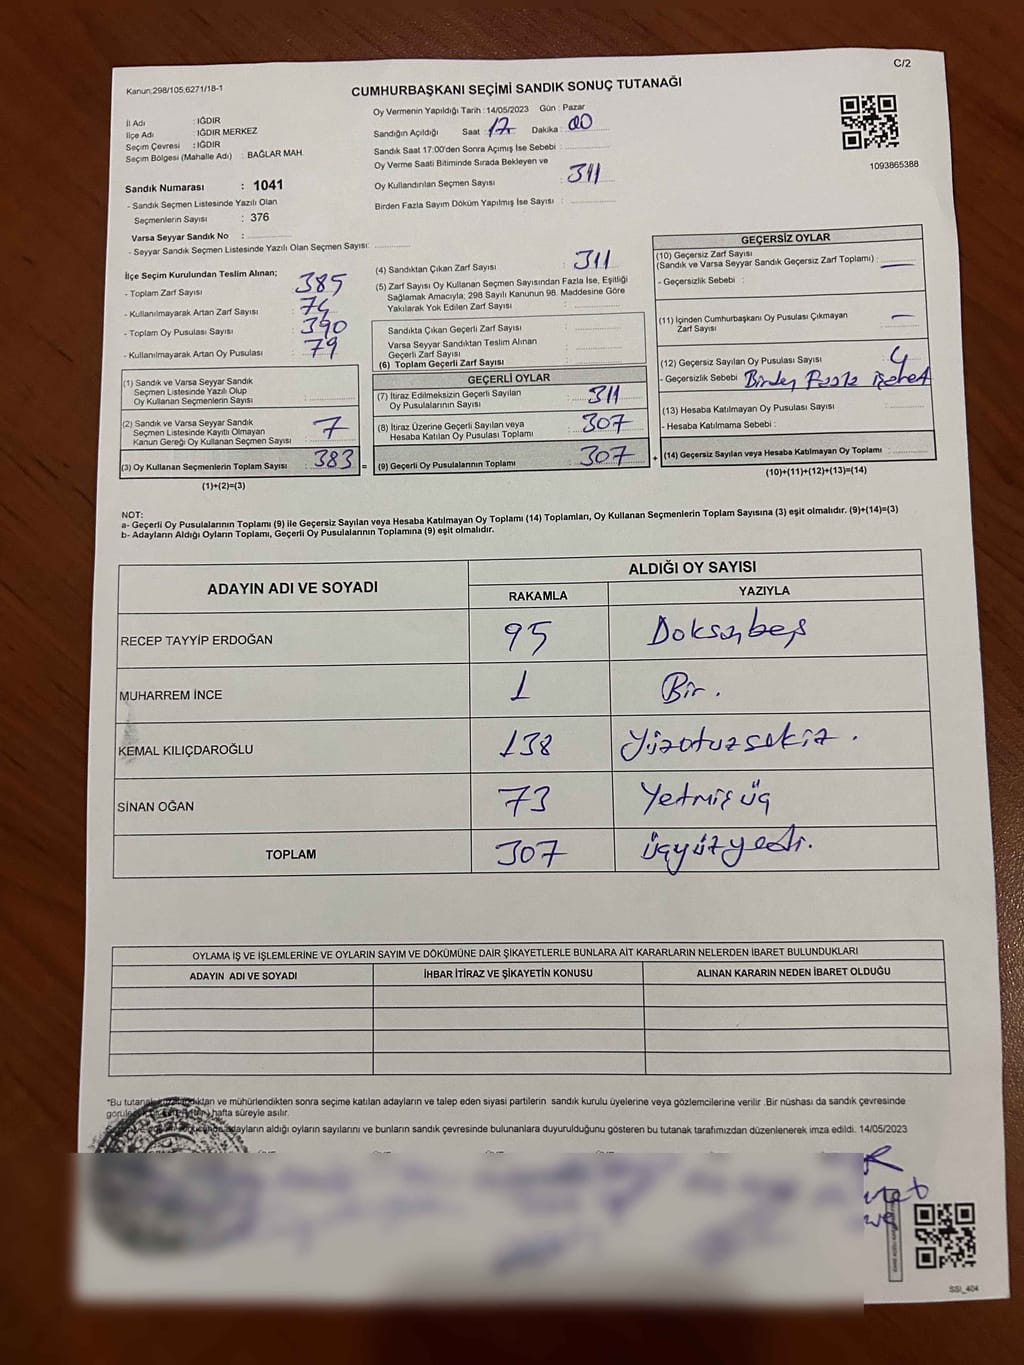 C/2
Kanun;298/105,6271/18-1
CUMHURBAŞKANI SEÇİMİ SANDIK SONUÇ TUTANAĞI
Oy Vermenin Yapıldığı Tarih : 14/05/2023 Gün : Pazar
İl Adı : IĞDIR
İlçe Adı : IĞDIR MERKEZ
Seçim Çevresi : IĞDIR
Seçim Bölgesi (Mahalle Adı) : BAĞLAR MAH.
Sandığın Açıldığı Saat : 17 Dakika : 00
Sandık Saat 17:00'den Sonra Açımış İse Sebebi :
Oy Verme Saati Bitiminde Sırada Bekleyen ve
Oy Kullandırılan Seçmen Sayısı : 311
Birden Fazla Sayım Döküm Yapılmış İse Sayısı :
1093865388
Sandık Numarası : 1041
- Sandık Seçmen Listesinde Yazılı Olan
Seçmenlerin Sayısı : 376
Varsa Seyyar Sandık No :
- Seyyar Sandık Seçmen Listesinde Yazılı Olan Seçmen Sayısı:
İlçe Seçim Kurulundan Teslim Alınan;
- Toplam Zarf Sayısı : 385
- Kullanılmayarak Artan Zarf Sayısı : 74
- Toplam Oy Pusulası Sayısı : 390
- Kullanılmayarak Artan Oy Pusulası : 79
(1) Sandık ve Varsa Seyyar Sandık
Seçmen Listesinde Yazılı Olup
Oy Kullanan Seçmenlerin Sayısı :
(2) Sandık ve Varsa Seyyar Sandık
Seçmen Listesinde Kayıtlı Olmayan
Kanun Gereği Oy Kullanan Seçmen Sayısı : 7
(3) Oy Kullanan Seçmenlerin Toplam Sayısı : 383 =
(1)+(2)=(3)
(4) Sandıktan Çıkan Zarf Sayısı : 311
(5) Zarf Sayısı Oy Kullanan Seçmen Sayısından Fazla İse, Eşitliği
Sağlamak Amacıyla; 298 Sayılı Kanunun 98. Maddesine Göre
Yakılarak Yok Edilen Zarf Sayısı :
Sandıkta Çıkan Geçerli Zarf Sayısı :
Varsa Seyyar Sandıktan Teslim Alınan
Geçerli Zarf Sayısı :
(6) Toplam Geçerli Zarf Sayısı :
GEÇERLİ OYLAR
(7) İtiraz Edilmeksizin Geçerli Sayılan
Oy Pusulalarının Sayısı : 311
(8) İtiraz Üzerine Geçerli Sayılan veya
Hesaba Katılan Oy Pusulası Toplamı : 307
(9) Geçerli Oy Pusulalarının Toplamı : 307 +
GEÇERSİZ OYLAR
(10) Geçersiz Zarf Sayısı
(Sandık ve Varsa Seyyar Sandık Geçersiz Zarf Toplamı) : —
- Geçersizlik Sebebi :
(11) İçinden Cumhurbaşkanı Oy Pusulası Çıkmayan
Zarf Sayısı : —
(12) Geçersiz Sayılan Oy Pusulası Sayısı : 4
- Geçersizlik Sebebi : Birden Fazla işaret
(13) Hesaba Katılmayan Oy Pusulası Sayısı :
- Hesaba Katılmama Sebebi :
(14) Geçersiz Sayılan veya Hesaba Katılmayan Oy Toplamı :
(10)+(11)+(12)+(13)=(14)
NOT:
a- Geçerli Oy Pusulalarının Toplamı (9) ile Geçersiz Sayılan veya Hesaba Katılmayan Oy Toplamı (14) Toplamları, Oy Kullanan Seçmenlerin Toplam Sayısına (3) eşit olmalıdır. (9)+(14)=(3)
b- Adayların Aldığı Oyların Toplamı, Geçerli Oy Pusulalarının Toplamına (9) eşit olmalıdır.
ADAYIN ADI VE SOYADI
ALDIĞI OY SAYISI
RAKAMLA YAZIYLA
RECEP TAYYİP ERDOĞAN 95 Doksanbeş
MUHARREM İNCE 1 Bir.
KEMAL KILIÇDAROĞLU 138 Yüzotuzsekiz.
SİNAN OĞAN 73 Yetmiş üç
TOPLAM 307 üçyüzyedi.
OYLAMA İŞ VE İŞLEMLERİNE VE OYLARIN SAYIM VE DÖKÜMÜNE DAİR ŞİKAYETLERLE BUNLARA AİT KARARLARIN NELERDEN İBARET BULUNDUKLARI
ADAYIN ADI VE SOYADI İHBAR İTİRAZ VE ŞİKAYETİN KONUSU ALINAN KARARIN NEDEN İBARET OLDUĞU
*Bu tutanak ve mühürlendikten sonra seçime katılan adayların ve talep eden siyasi partilerin sandık kurulu üyelerine veya gözlemcilerine verilir .Bir nüshası da sandık çevresinde
hafta süreyle asılır.
adayların aldığı oyların sayılarını ve bunların sandık çevresinde bulunanlara duyurulduğunu gösteren bu tutanak tarafımızdan düzenlenerek imza edildi. 14/05/2023
SSI_404